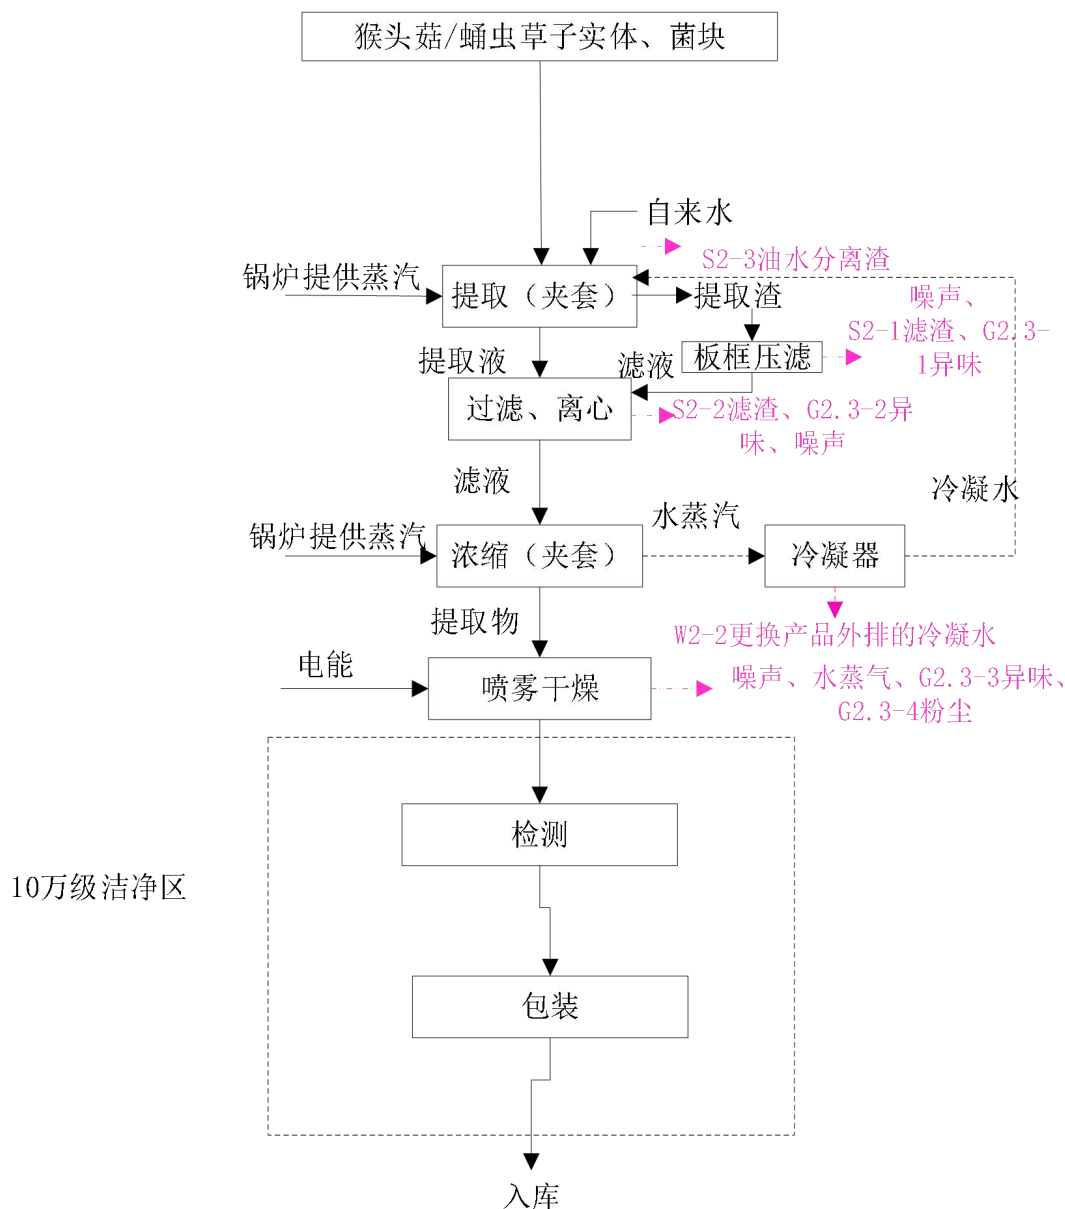 猴头菇/蛹虫草子实体、菌块
自来水
S2-3油水分离渣
锅炉提供蒸汽
提取（夹套）
提取渣
噪声、
S2-1滤渣、G2.3-
1异味
提取液
滤液
板框压滤
过滤、离心
S2-2滤渣、G2.3-2异
味、噪声
滤液
冷凝水
水蒸汽
锅炉提供蒸汽
浓缩（夹套）
冷凝器
提取物
W2-2更换产品外排的冷凝水
电能
喷雾干燥
噪声、水蒸气、G2.3-3异味、
G2.3-4粉尘
检测
10万级洁净区
包装
入库